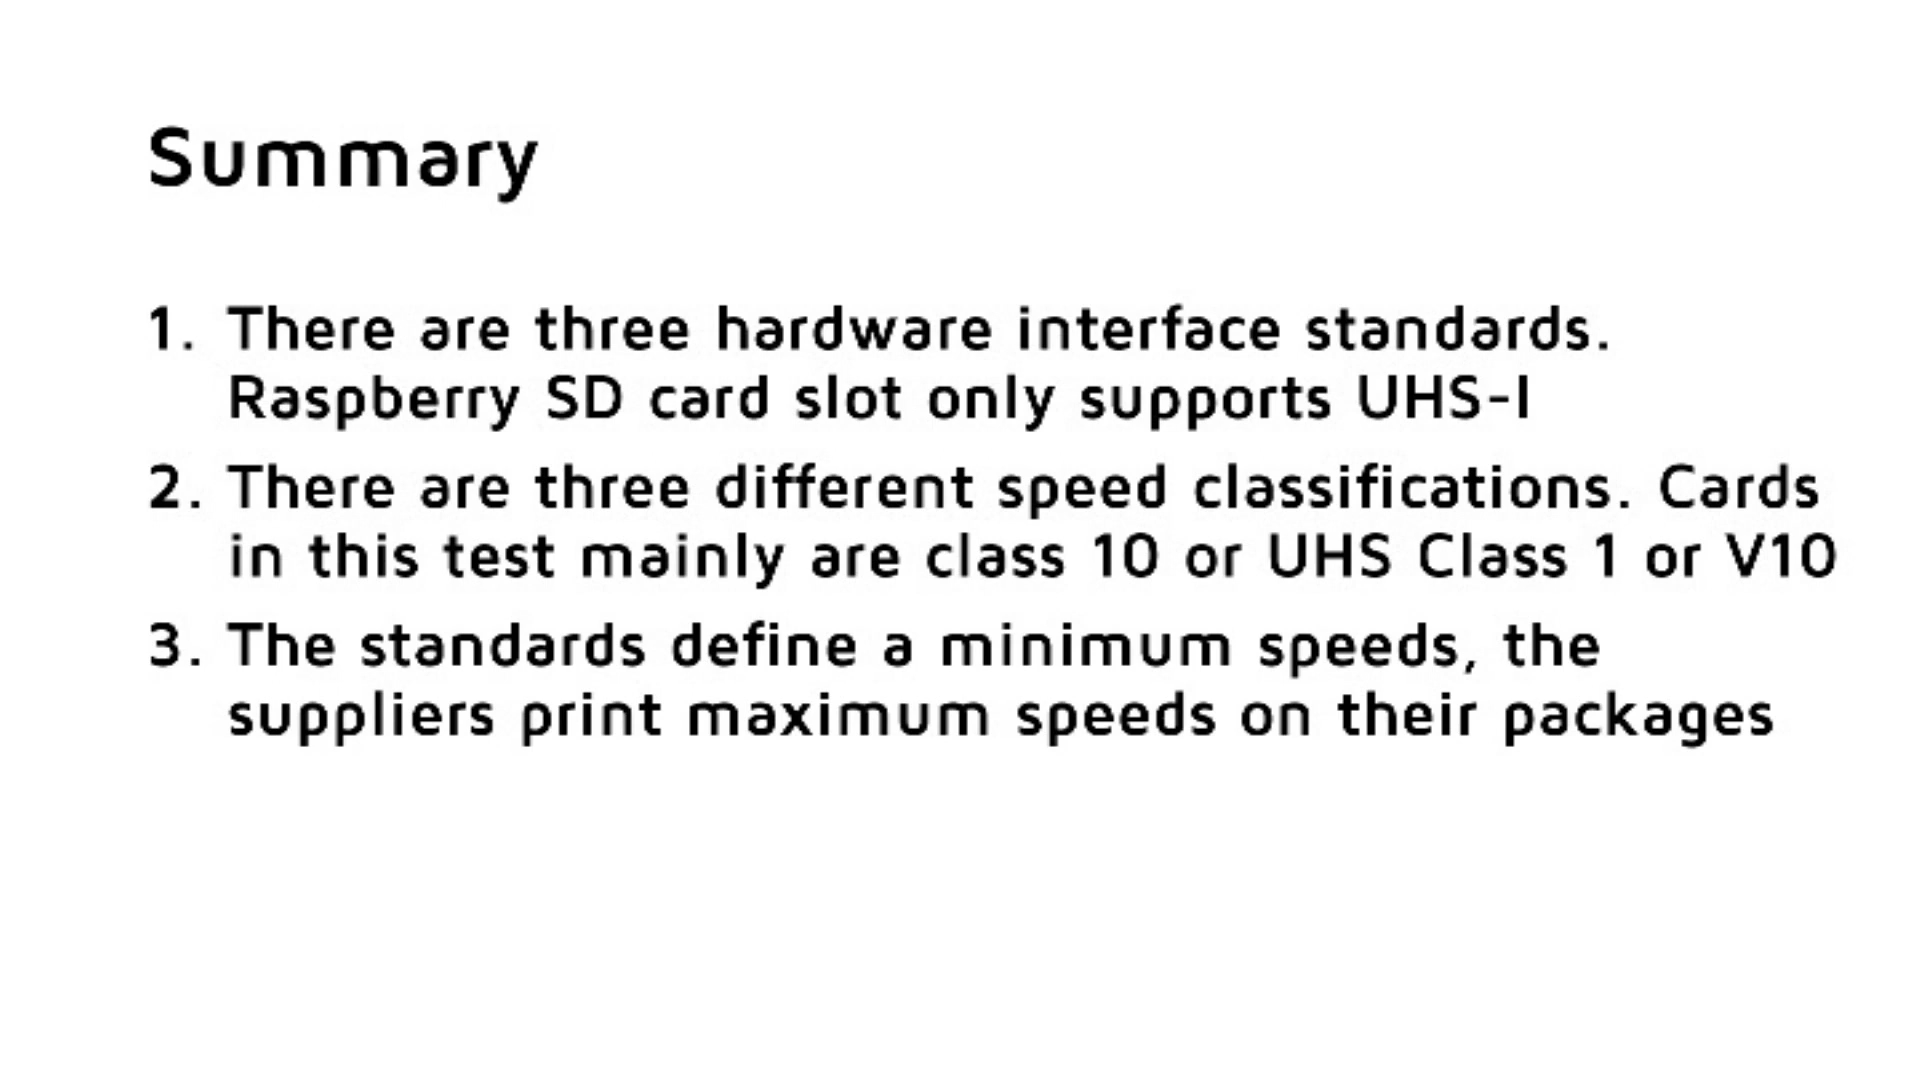 Summary
1. There are three hardware interface standards.
Raspberry SD card slot only supports UHS-I
2. There are three different speed classifications. Cards
in this test mainly are class 10 or UHS Class 1 or V10
3. The standards define a minimum speeds, the
suppliers print maximum speeds on their packages